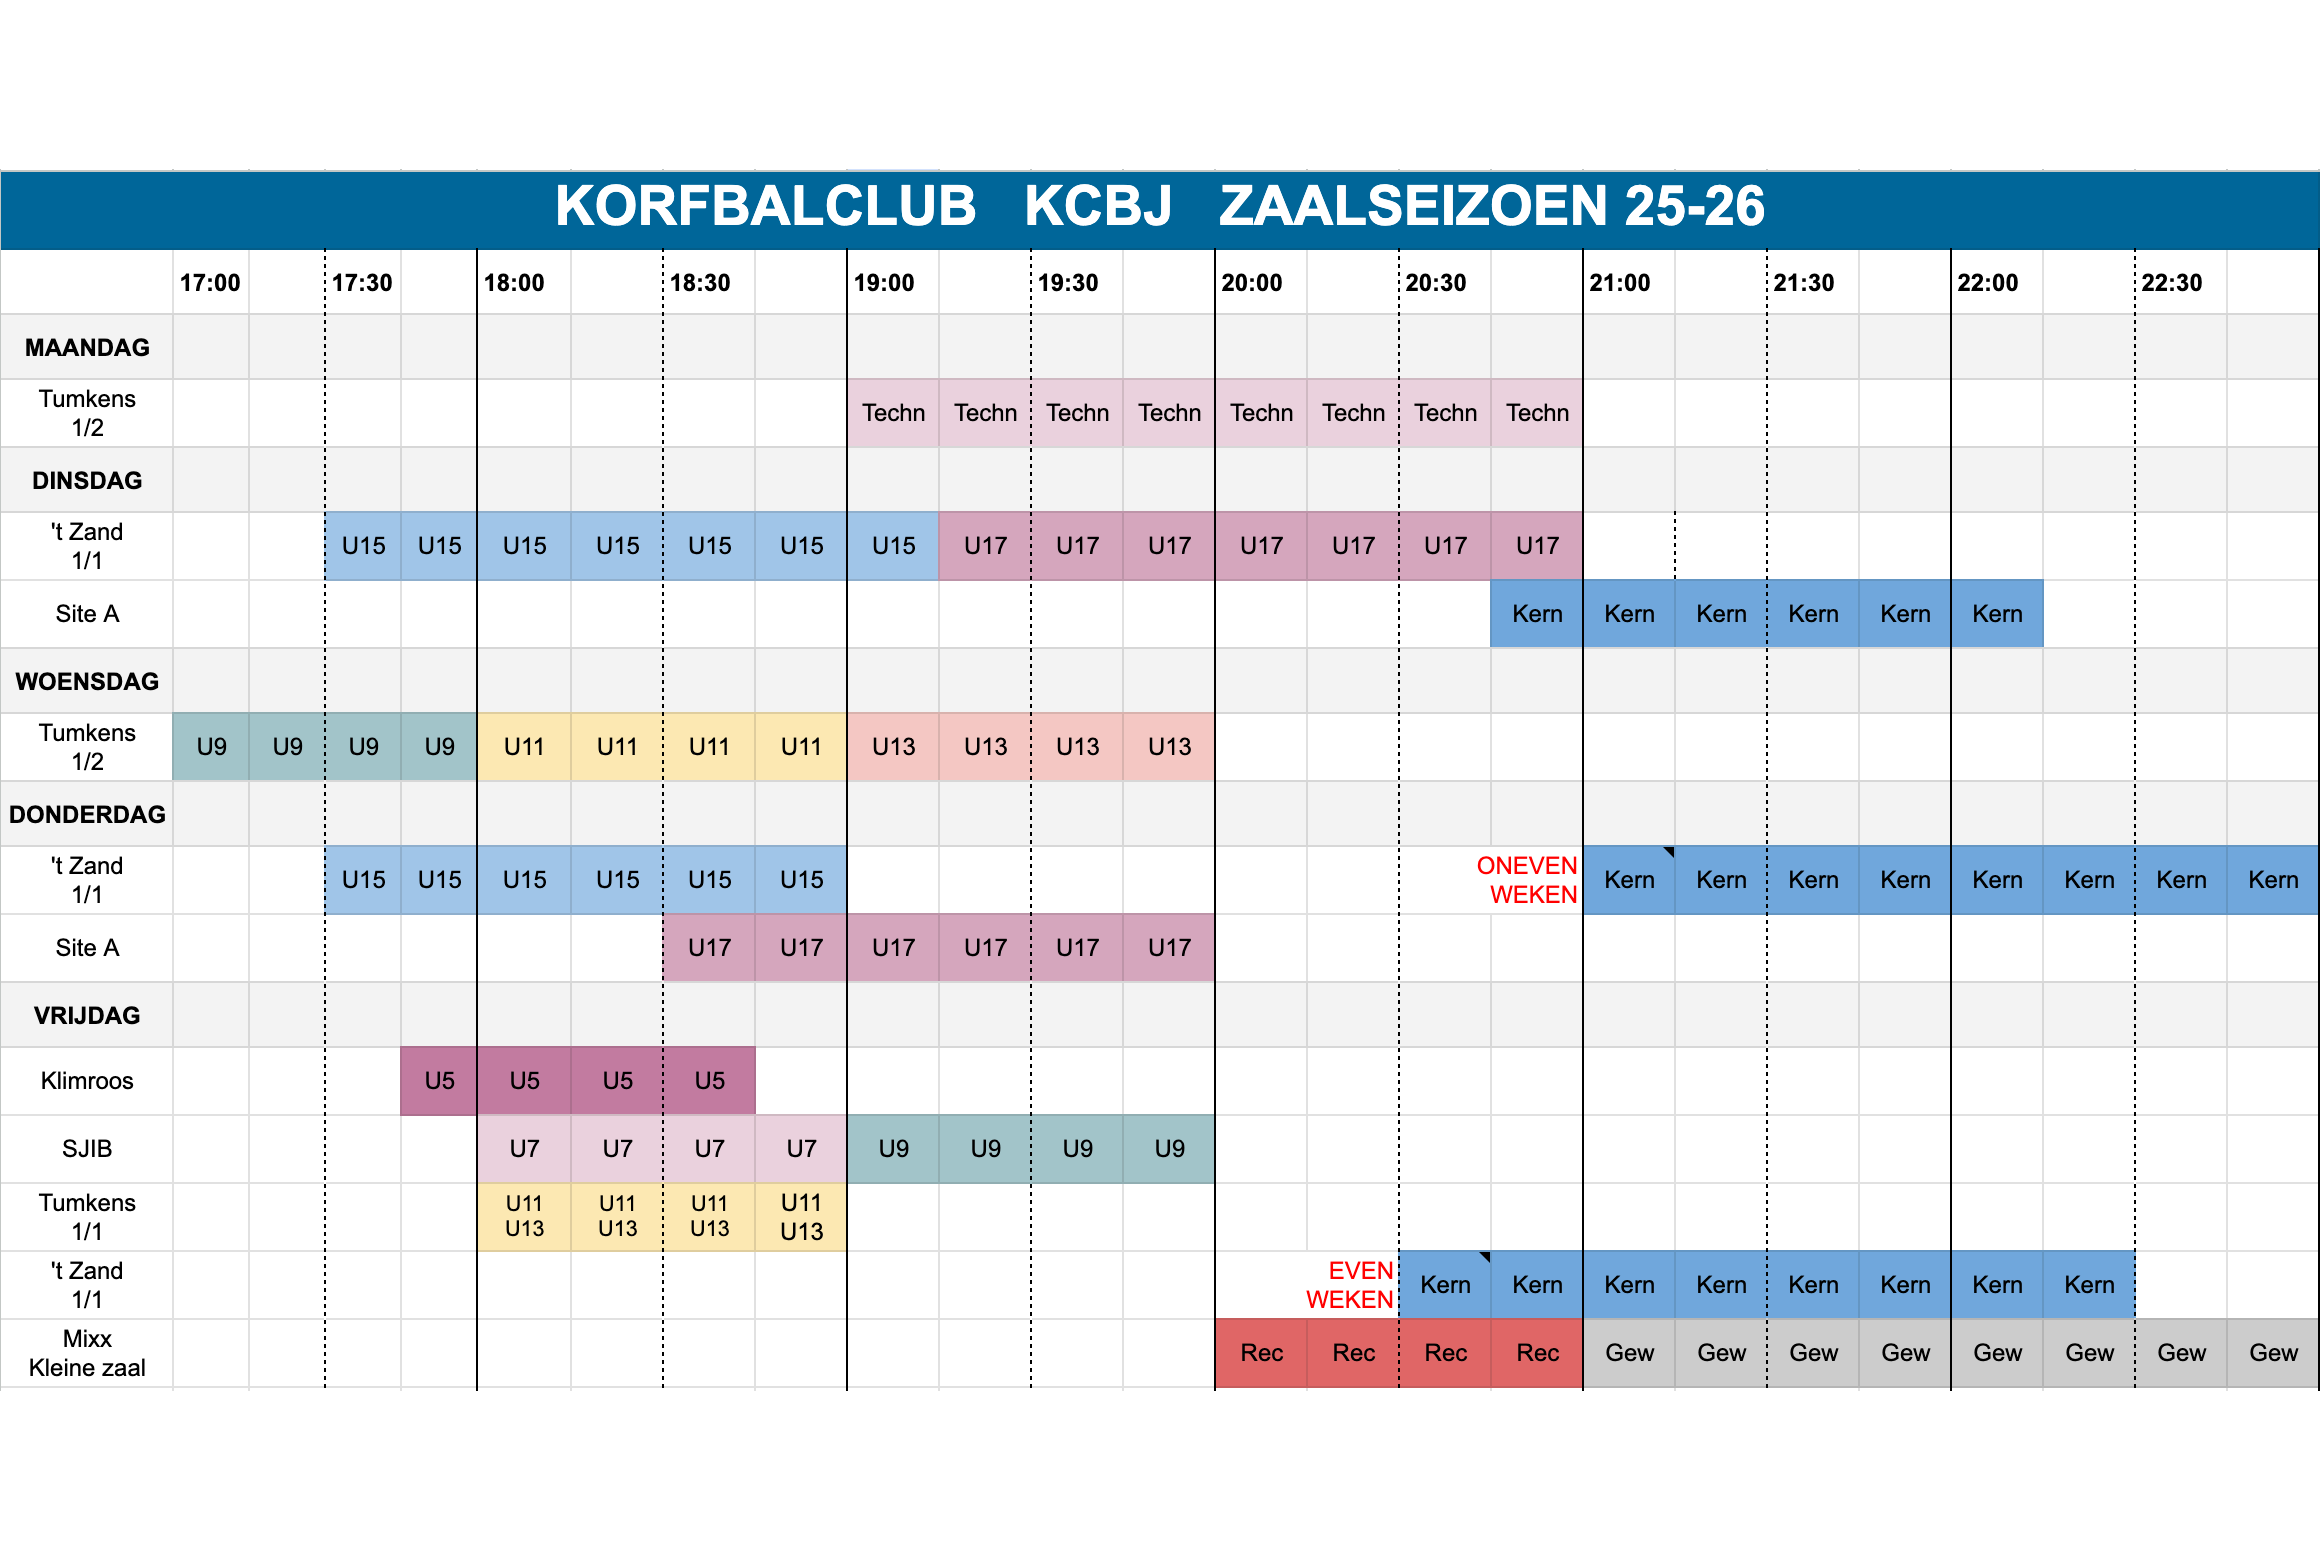 KORFBALCLUB KCBJ ZAALSEIZOEN 25-26
17:00 17:30 18:00 18:30 19:00 19:30 20:00 20:30 21:00 21:30 22:00 22:30
MAANDAG
Tumkens
1/2
Techn Techn Techn Techn Techn Techn Techn Techn
DINSDAG
't Zand
1/1
U15 U15 U15 U15 U15 U15 U15 U17 U17 U17 U17 U17 U17 U17
Site A
Kern Kern Kern Kern Kern Kern
WOENSDAG
Tumkens
1/2
U9 U9 U9 U9 U11 U11 U11 U11 U13 U13 U13 U13
DONDERDAG
't Zand
1/1
U15 U15 U15 U15 U15 U15
ONEVEN
WEKEN
Kern Kern Kern Kern Kern Kern Kern Kern
Site A
U17 U17 U17 U17 U17 U17
VRIJDAG
Klimroos
U5 U5 U5 U5
SJIB
U7 U7 U7 U7 U9 U9 U9 U9
Tumkens
1/1
U11 U11 U11 U11
U13 U13 U13 U13
't Zand
1/1
EVEN
WEKEN
Kern Kern Kern Kern Kern Kern Kern Kern
Mixx
Kleine zaal
Rec Rec Rec Rec Gew Gew Gew Gew Gew Gew Gew Gew